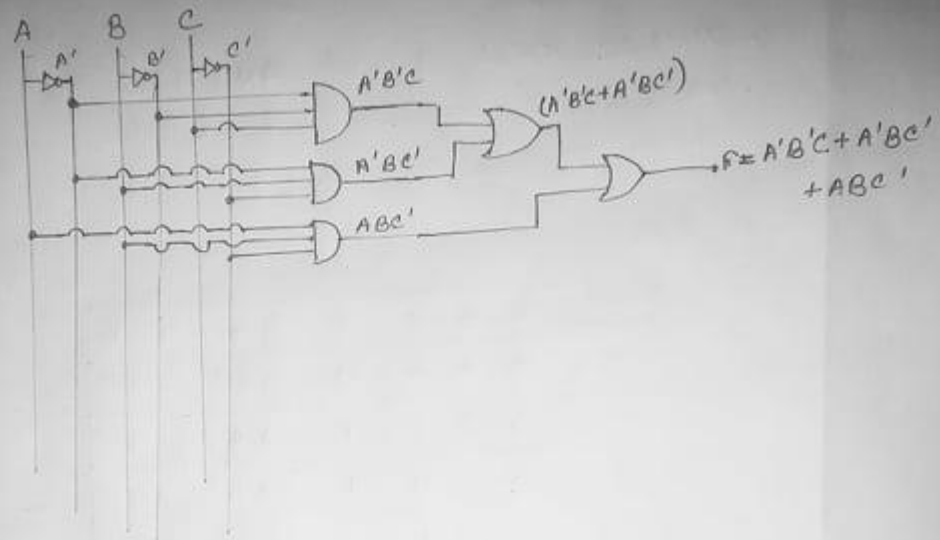 A B C
A' B' C'
A'B'C
(A'B'C+A'BC')
A'BC'
F = A'B'C + A'BC'
+ ABC'
ABC'